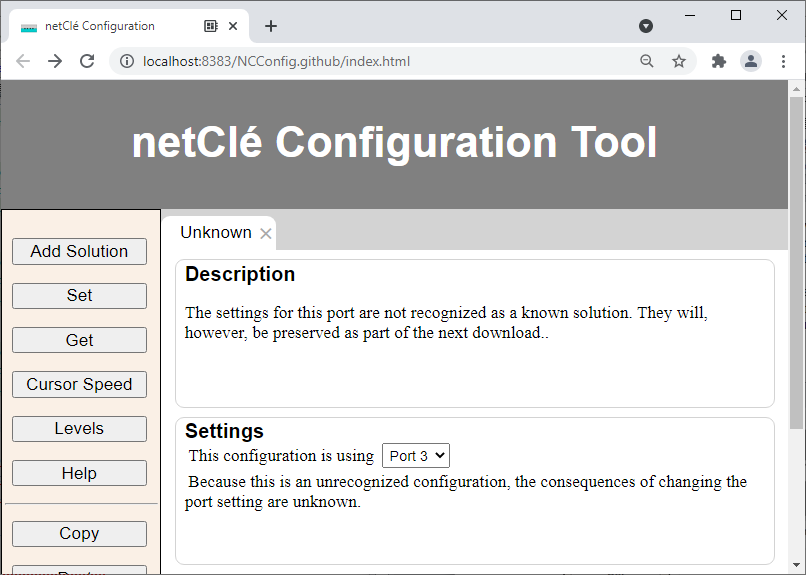 netClé Configuration
localhost:8383/NCConfig.github/index.html
netClé Configuration Tool
Add Solution
Set
Get
Cursor Speed
Levels
Help
Copy
Unknown
Description
The settings for this port are not recognized as a known solution. They will,
however, be preserved as part of the next download..
Settings
This configuration is using Port 3
Because this is an unrecognized configuration, the consequences of changing the
port setting are unknown.